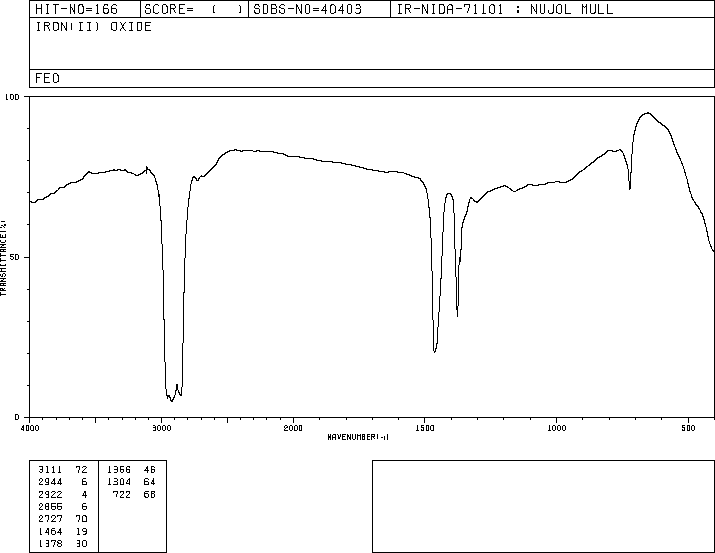 HIT-NO=166 SCORE= ( ) SDBS-NO=40403 IR-NIDA-71101 : NUJOL MULL
IRON(II) OXIDE
FEO
100
50
0
TRANSMITTANCE(%)
4000 3000 2000 1500 1000 500
WAVENUMBER(-1)
3111 72 1366 46
2944 6 1304 64
2922 4 722 68
2866 6
2727 70
1464 19
1378 30